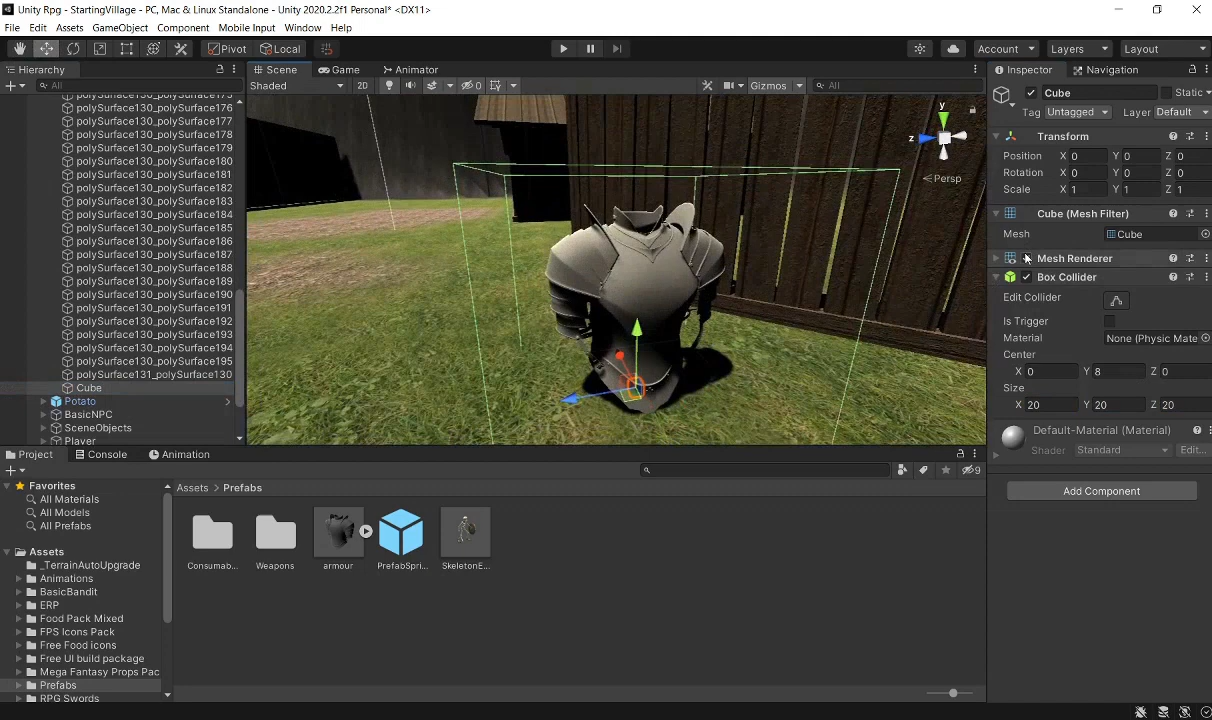 Unity Rpg - StartingVillage - PC, Mac & Linux Standalone - Unity 2020.2.2f1 Personal* <DX11>
File Edit Assets GameObject Component Mobile Input Window Help
Pivot Local Account Layers Layout
Hierarchy
All
polySurface130_polySurface175
polySurface130_polySurface176
polySurface130_polySurface177
polySurface130_polySurface178
polySurface130_polySurface179
polySurface130_polySurface180
polySurface130_polySurface181
polySurface130_polySurface182
polySurface130_polySurface183
polySurface130_polySurface184
polySurface130_polySurface185
polySurface130_polySurface186
polySurface130_polySurface187
polySurface130_polySurface188
polySurface130_polySurface189
polySurface130_polySurface190
polySurface130_polySurface191
polySurface130_polySurface192
polySurface130_polySurface193
polySurface130_polySurface194
polySurface130_polySurface195
polySurface131_polySurface130
Cube
Potato
BasicNPC
SceneObjects
Player
Scene Game Animator
Shaded 2D 0 Gizmos All
y
z
Persp
Inspector Navigation
Cube Static
Tag Untagged Layer Default
Transform
Position X 0 Y 0 Z 0
Rotation X 0 Y 0 Z 0
Scale X 1 Y 1 Z 1
Cube (Mesh Filter)
Mesh Cube
Mesh Renderer
Box Collider
Edit Collider
Is Trigger
Material None (Physic Mate
Center
X 0 Y 8 Z 0
Size
X 20 Y 20 Z 20
Default-Material (Material)
Shader Standard Edit...
Add Component
Project Console Animation
9
Favorites
All Materials
All Models
All Prefabs
Assets
_TerrainAutoUpgrade
Animations
BasicBandit
ERP
Food Pack Mixed
FPS Icons Pack
Free Food icons
Free UI build package
Mega Fantasy Props Pac
Prefabs
RPG Swords
Assets > Prefabs
Consumab... Weapons armour PrefabSpri... SkeletonE...